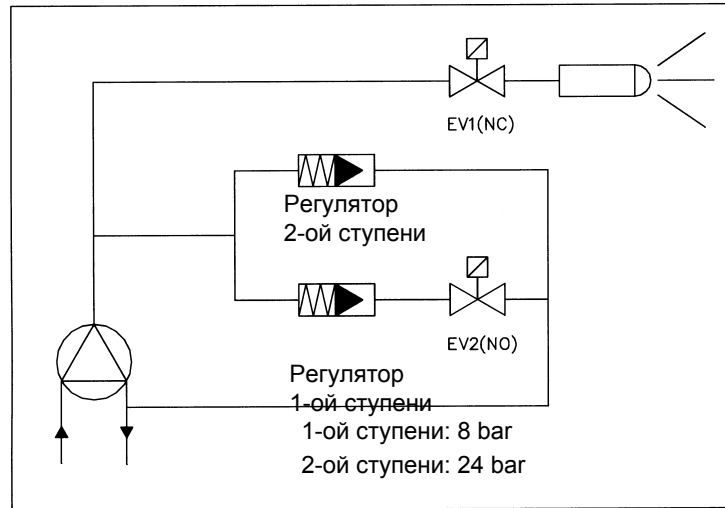 EV1(NC)
Регулятор
2-ой ступени
EV2(NO)
Регулятор
1-ой ступени
1-ой ступени: 8 bar
2-ой ступени: 24 bar